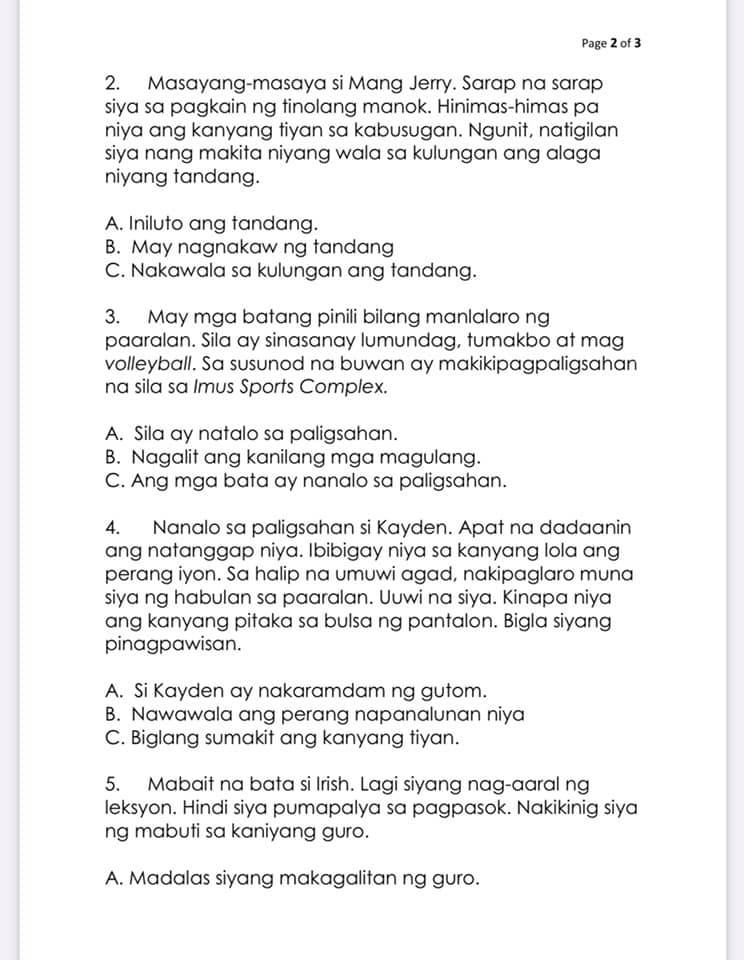 Page 2 of 3
2. Masayang-masaya si Mang Jerry. Sarap na sarap
siya sa pagkain ng tinolang manok. Hinimas-himas pa
niya ang kanyang tiyan sa kabusugan. Ngunit, natigilan
siya nang makita niyang wala sa kulungan ang alaga
niyang tandang.
A. Iniluto ang tandang.
B. May nagnakaw ng tandang
C. Nakawala sa kulungan ang tandang.
3. May mga batang pinili bilang manlalaro ng
paaralan. Sila ay sinasanay lumundag, tumakbo at mag
volleyball. Sa susunod na buwan ay makikipagpaligsahan
na sila sa Imus Sports Complex.
A. Sila ay natalo sa paligsahan.
B. Nagalit ang kanilang mga magulang.
C. Ang mga bata ay nanalo sa paligsahan.
4. Nanalo sa paligsahan si Kayden. Apat na dadaanin
ang natanggap niya. Ibibigay niya sa kanyang lola ang
perang iyon. Sa halip na umuwi agad, nakipaglaro muna
siya ng habulan sa paaralan. Uuwi na siya. Kinapa niya
ang kanyang pitaka sa bulsa ng pantalon. Bigla siyang
pinagpawisan.
A. Si Kayden ay nakaramdam ng gutom.
B. Nawawala ang perang napanalunan niya
C. Biglang sumakit ang kanyang tiyan.
5. Mabait na bata si Irish. Lagi siyang nag-aaral ng
leksyon. Hindi siya pumapalya sa pagpasok. Nakikinig siya
ng mabuti sa kaniyang guro.
A. Madalas siyang makagalitan ng guro.